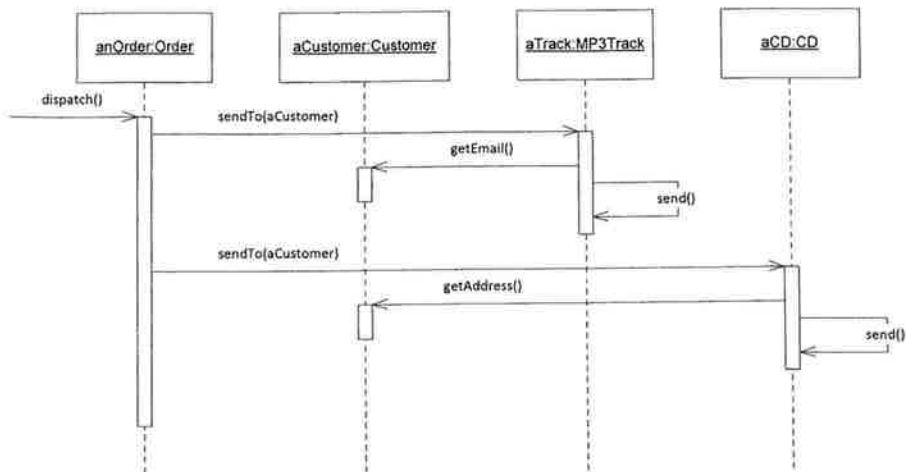 anOrder:Order
aCustomer:Customer
aTrack:MP3Track
aCD:CD
dispatch()
sendTo(aCustomer)
getEmail()
send()
sendTo(aCustomer)
getAddress()
send()